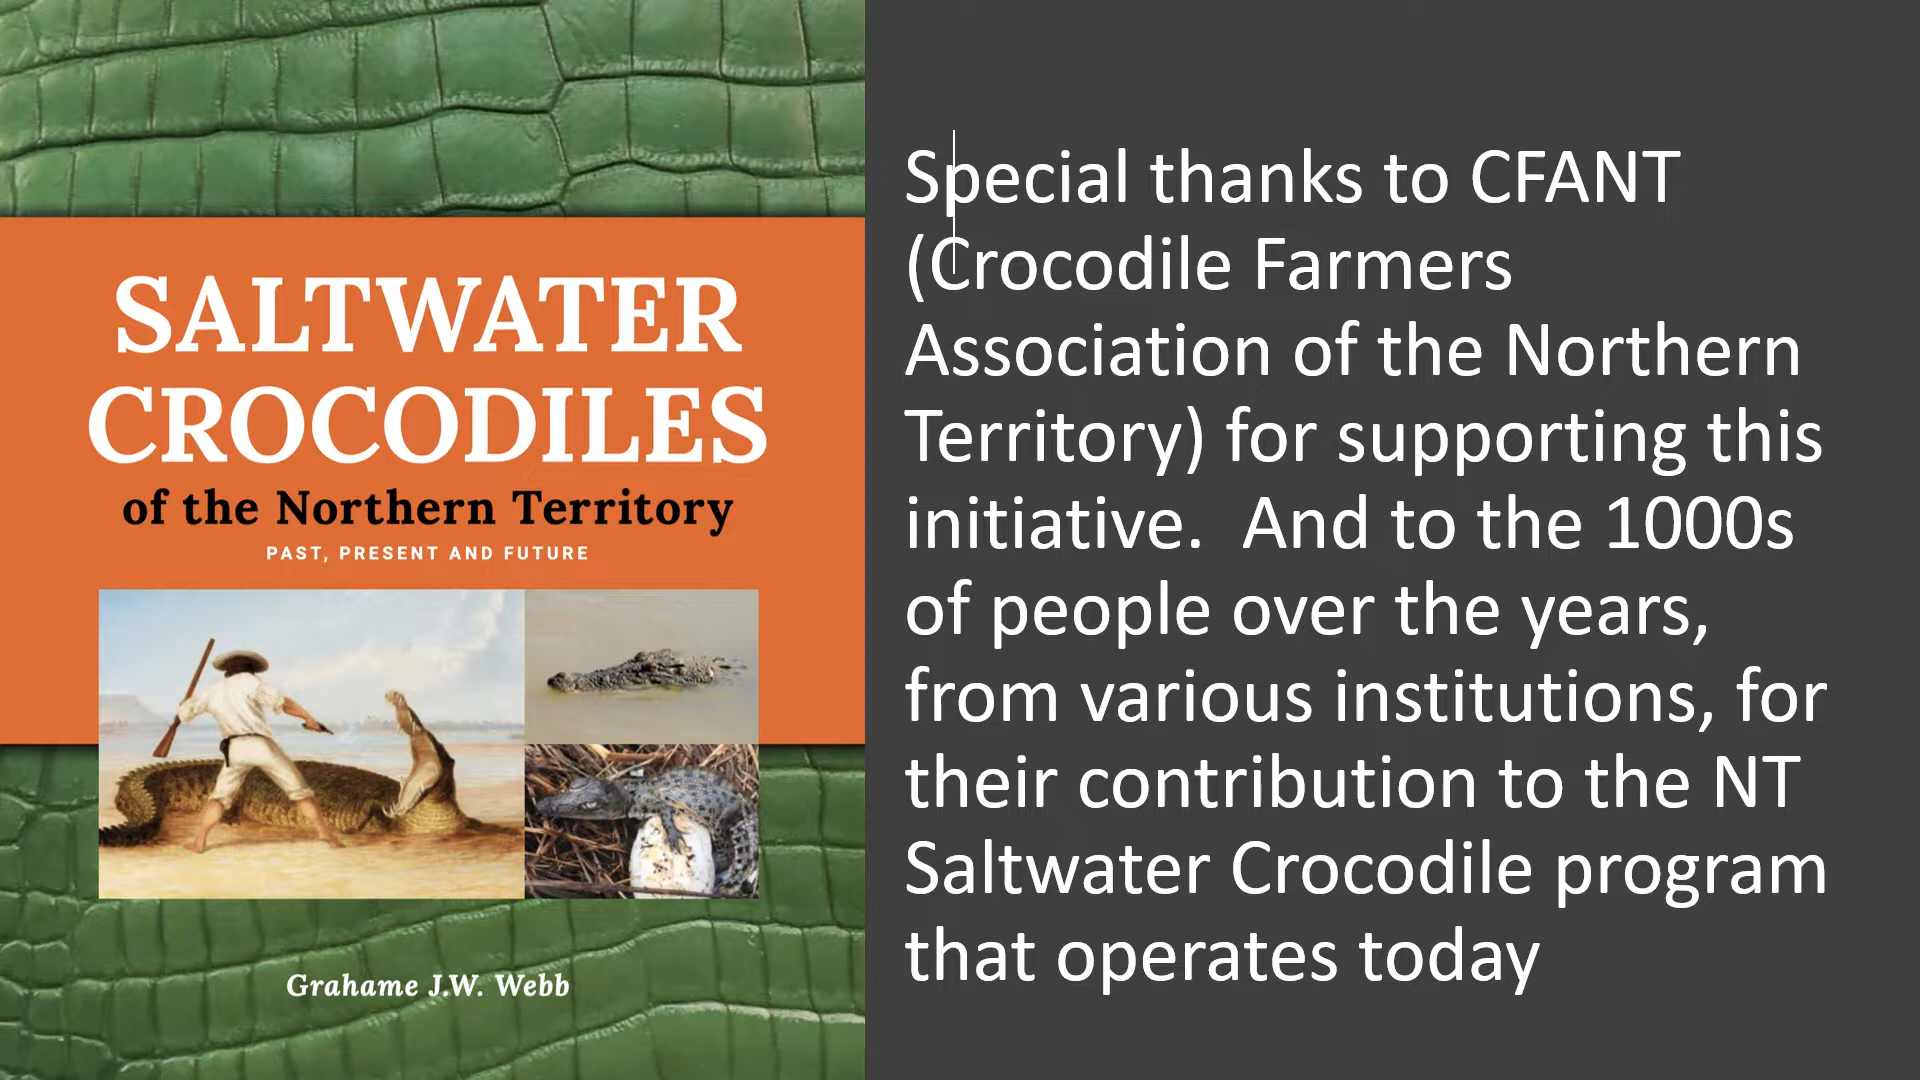 SALTWATER
CROCODILES
of the Northern Territory
PAST, PRESENT AND FUTURE
Grahame J.W. Webb
Special thanks to CFANT
(Crocodile Farmers
Association of the Northern
Territory) for supporting this
initiative.  And to the 1000s
of people over the years,
from various institutions, for
their contribution to the NT
Saltwater Crocodile program
that operates today